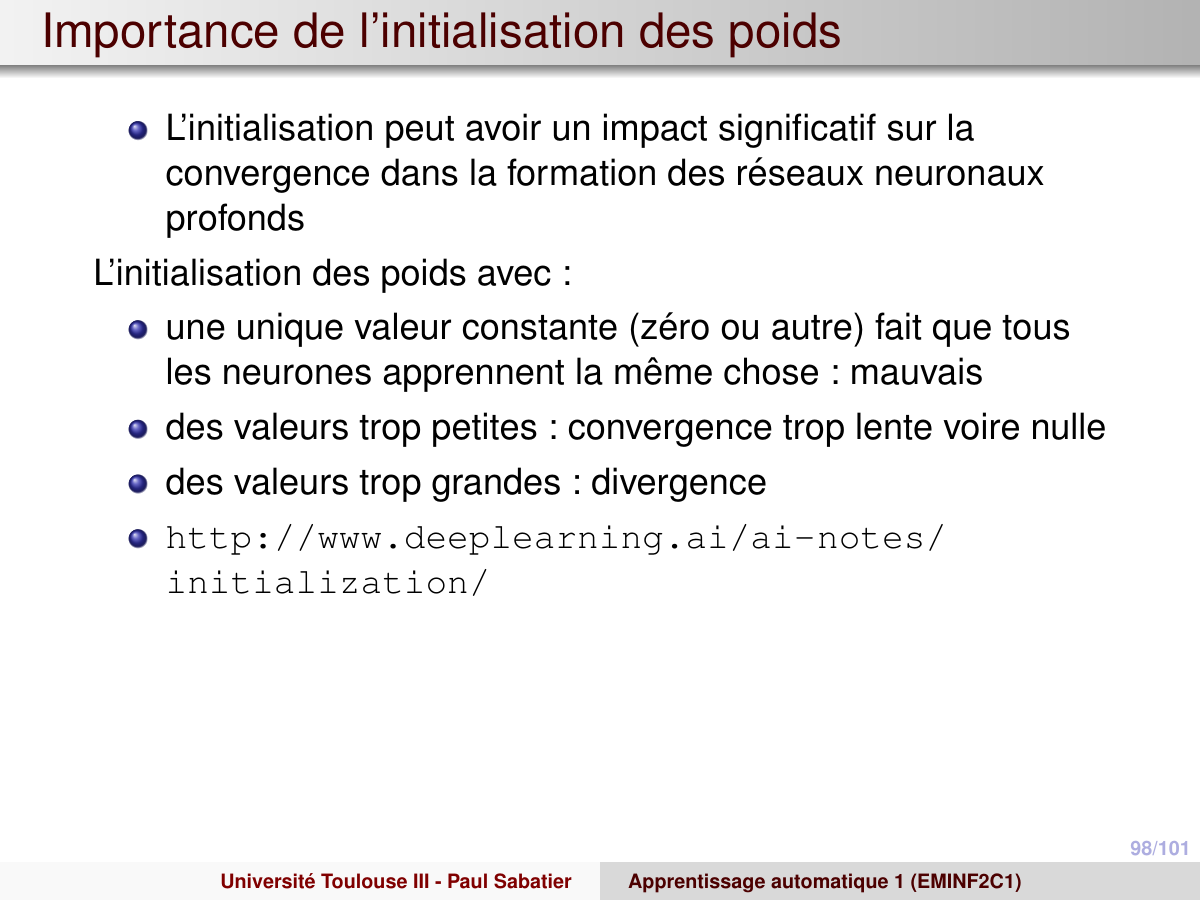 Importance de l'initialisation des poids
L'initialisation peut avoir un impact significatif sur la
convergence dans la formation des réseaux neuronaux
profonds
L'initialisation des poids avec :
une unique valeur constante (zéro ou autre) fait que tous
les neurones apprennent la même chose : mauvais
des valeurs trop petites : convergence trop lente voire nulle
des valeurs trop grandes : divergence
http://www.deeplearning.ai/ai-notes/
initialization/
98/101
Université Toulouse III - Paul Sabatier
Apprentissage automatique 1 (EMINF2C1)